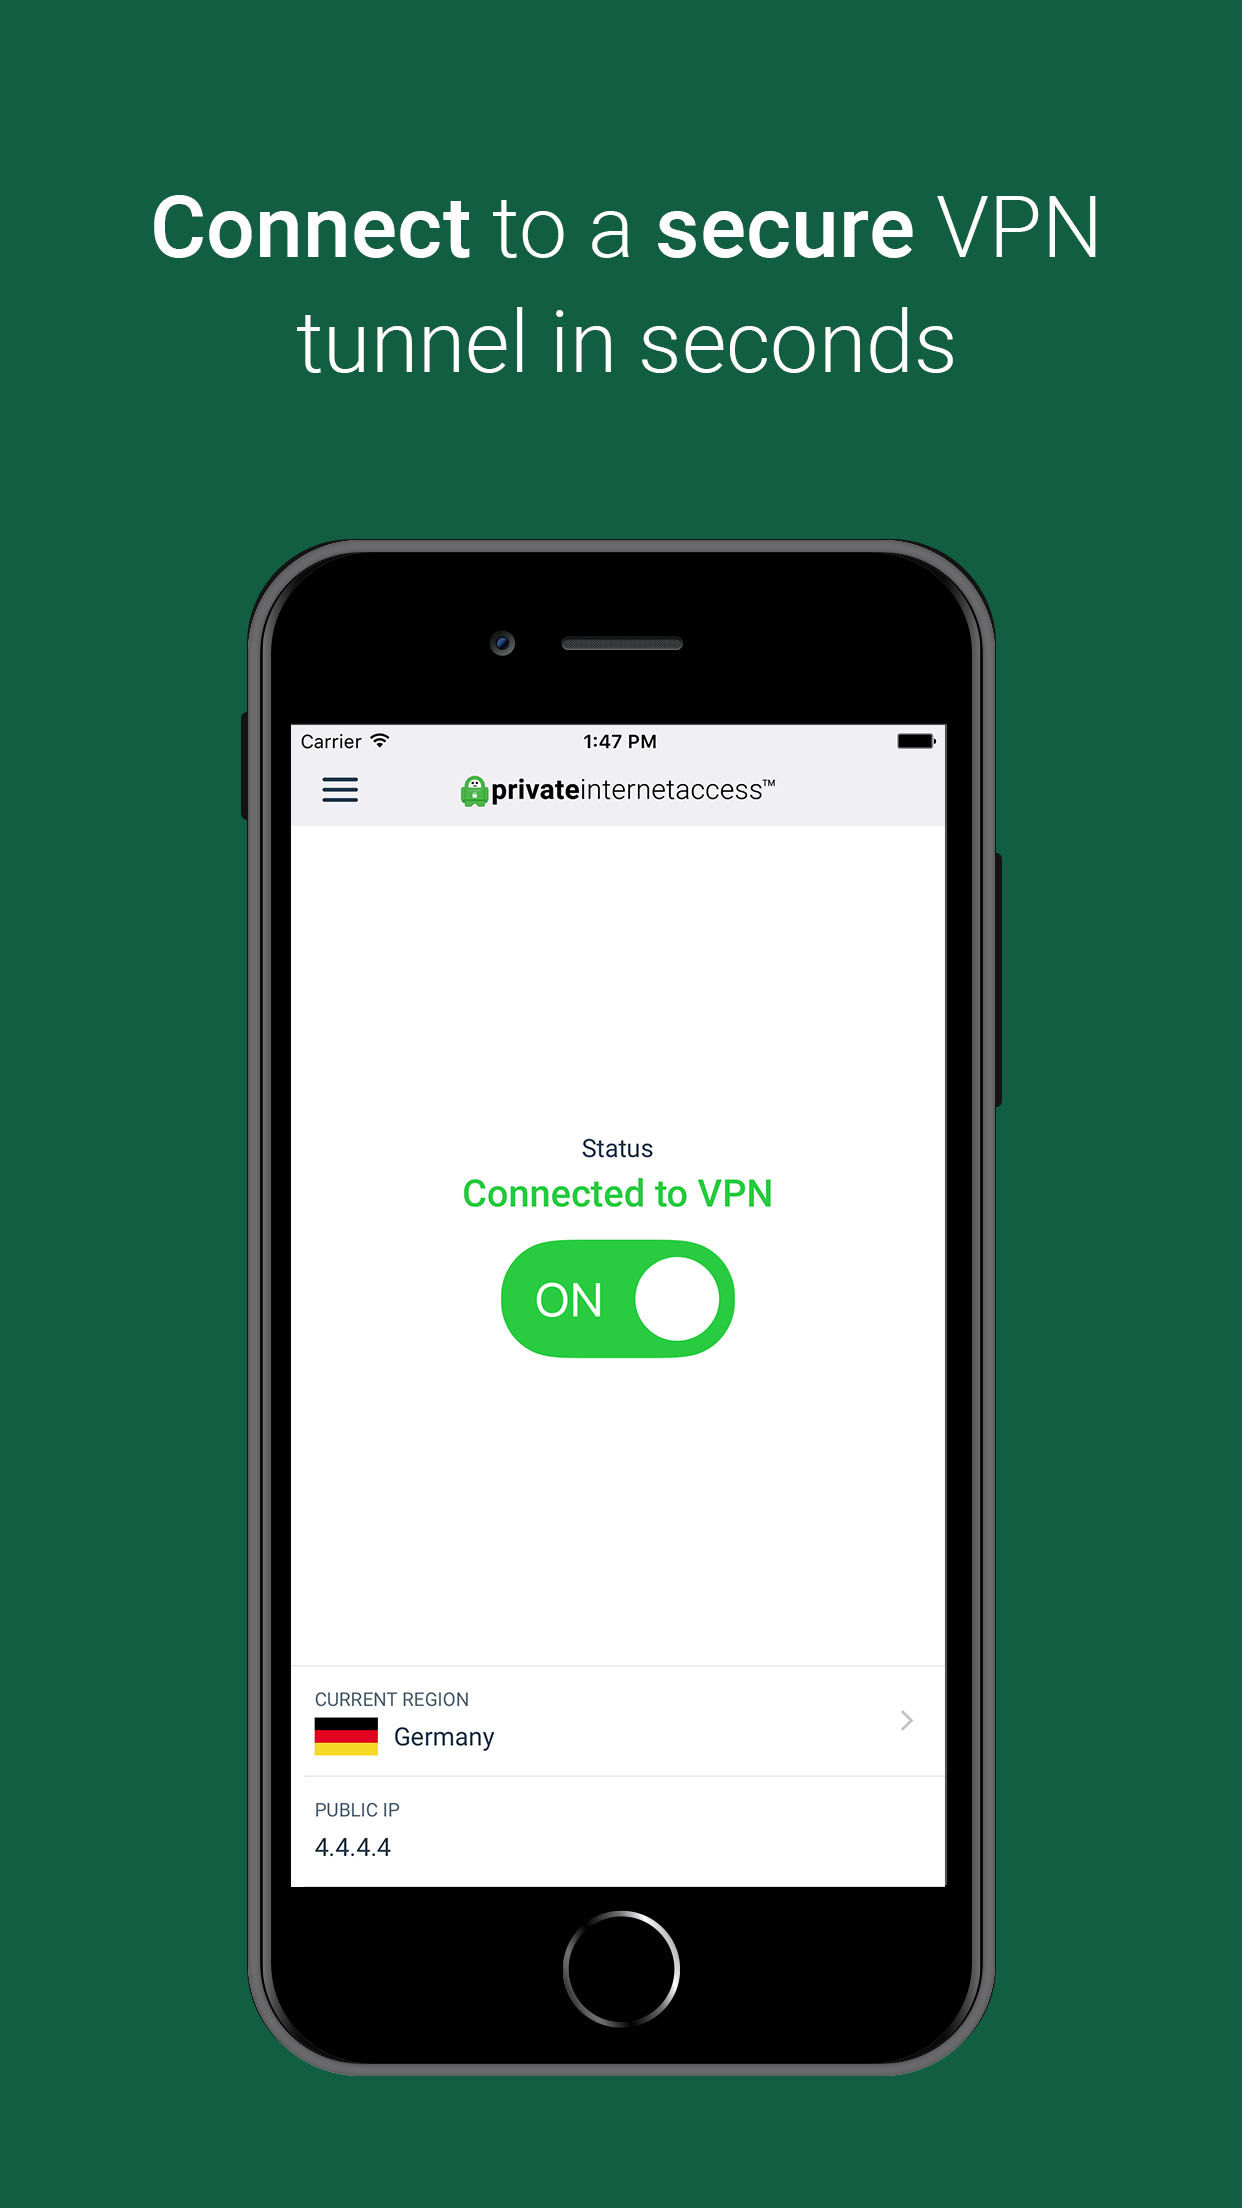 Connect to a secure VPN
tunnel in seconds
Carrier 1:47 PM
privateinternetaccess™
Status
Connected to VPN
ON
CURRENT REGION
Germany
PUBLIC IP
4.4.4.4